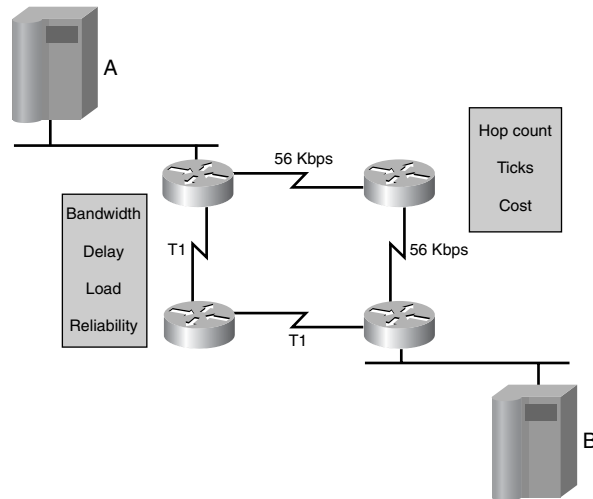 A
56 Kbps
Hop count
Ticks
Cost
Bandwidth
Delay
Load
Reliability
T1
56 Kbps
T1
B